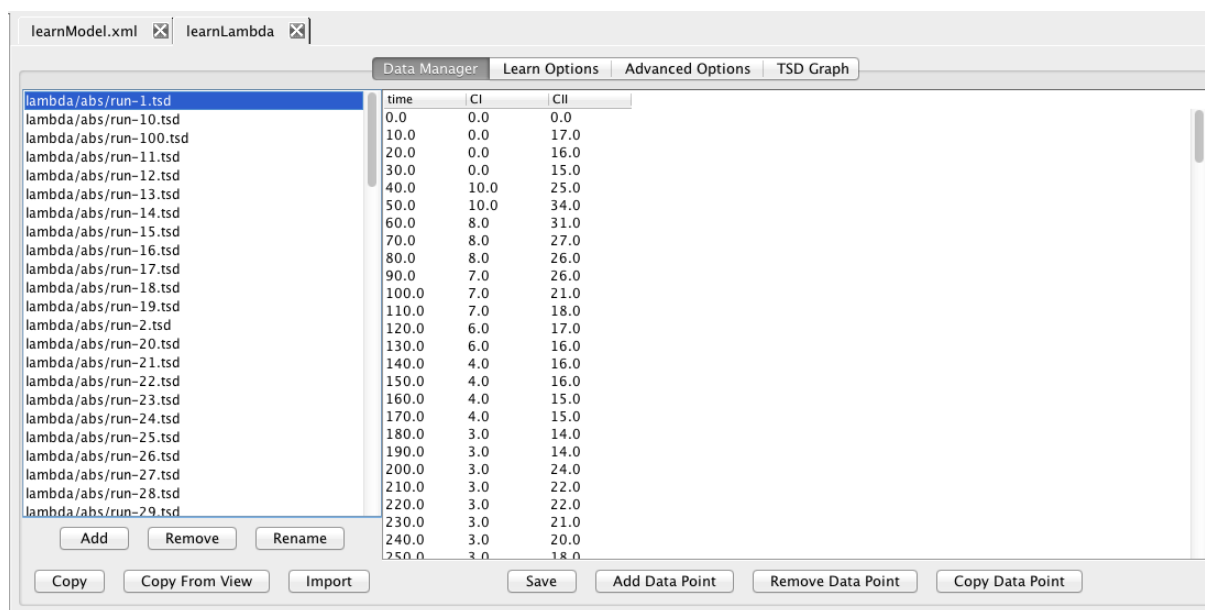 learnModel.xml learnLambda
Data Manager Learn Options Advanced Options TSD Graph
lambda/abs/run-1.tsd
lambda/abs/run-10.tsd
lambda/abs/run-100.tsd
lambda/abs/run-11.tsd
lambda/abs/run-12.tsd
lambda/abs/run-13.tsd
lambda/abs/run-14.tsd
lambda/abs/run-15.tsd
lambda/abs/run-16.tsd
lambda/abs/run-17.tsd
lambda/abs/run-18.tsd
lambda/abs/run-19.tsd
lambda/abs/run-2.tsd
lambda/abs/run-20.tsd
lambda/abs/run-21.tsd
lambda/abs/run-22.tsd
lambda/abs/run-23.tsd
lambda/abs/run-24.tsd
lambda/abs/run-25.tsd
lambda/abs/run-26.tsd
lambda/abs/run-27.tsd
lambda/abs/run-28.tsd
lambda/abs/run-29.tsd
Add Remove Rename
Copy Copy From View Import
time CI CII
0.0 0.0 0.0
10.0 0.0 17.0
20.0 0.0 16.0
30.0 0.0 15.0
40.0 10.0 25.0
50.0 10.0 34.0
60.0 8.0 31.0
70.0 8.0 27.0
80.0 8.0 26.0
90.0 7.0 26.0
100.0 7.0 21.0
110.0 7.0 18.0
120.0 6.0 17.0
130.0 6.0 16.0
140.0 4.0 16.0
150.0 4.0 16.0
160.0 4.0 15.0
170.0 4.0 15.0
180.0 3.0 14.0
190.0 3.0 14.0
200.0 3.0 24.0
210.0 3.0 22.0
220.0 3.0 22.0
230.0 3.0 21.0
240.0 3.0 20.0
250.0 3.0 18.0
Save Add Data Point Remove Data Point Copy Data Point